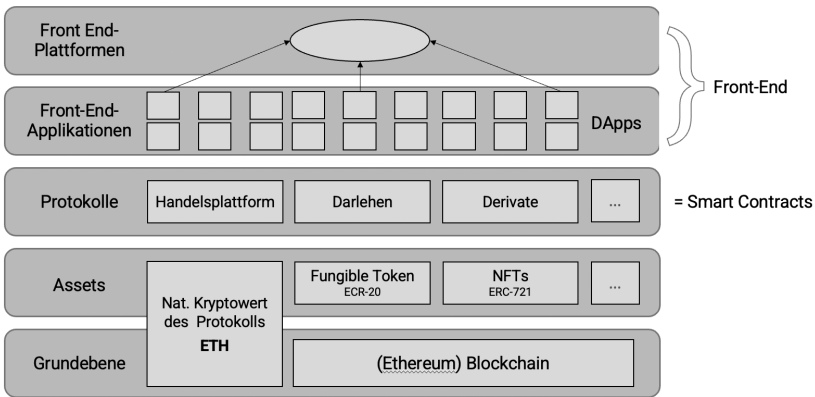 Front End-
Plattformen
Front-End-
Applikationen
DApps
Front-End
Protokolle
Handelsplattform
Darlehen
Derivate
...
= Smart Contracts
Assets
Nat. Kryptowert
des Protokolls
ETH
Fungible Token
ECR-20
NFTs
ERC-721
...
Grundebene
(Ethereum) Blockchain